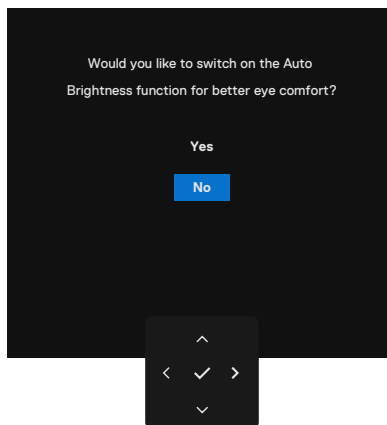 Would you like to switch on the Auto
Brightness function for better eye comfort?
Yes
No